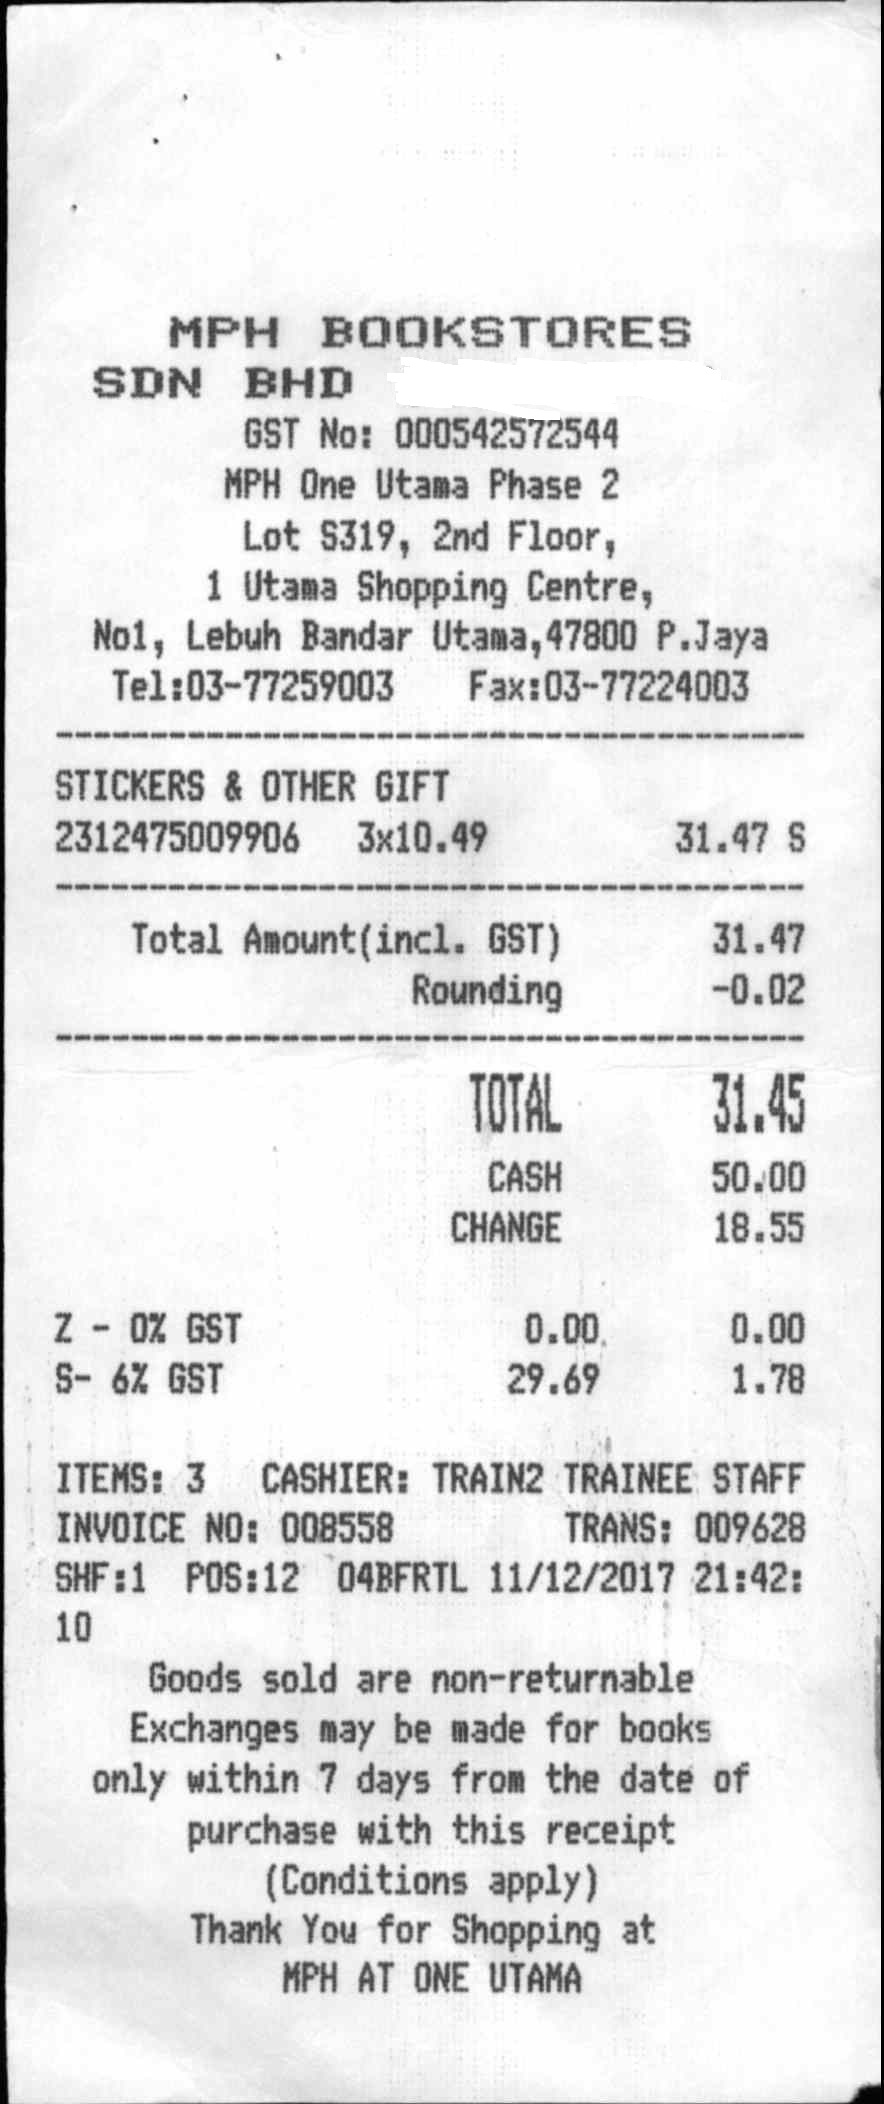 MPH BOOKSTORES
SDN BHD
GST No: 000542572544
MPH One Utama Phase 2
Lot S319, 2nd Floor,
1 Utama Shopping Centre,
No1, Lebuh Bandar Utama,47800 P.Jaya
Tel:03-77259003 Fax:03-77224003
----------------------------------------
STICKERS & OTHER GIFT
2312475009906 3x10.49 31.47 S
----------------------------------------
Total Amount(incl. GST) 31.47
Rounding -0.02
----------------------------------------
TOTAL 31.45
CASH 50.00
CHANGE 18.55
Z - 0% GST 0.00 0.00
S- 6% GST 29.69 1.78
ITEMS: 3 CASHIER: TRAIN2 TRAINEE STAFF
INVOICE NO: 008558 TRANS: 009628
SHF:1 POS:12 04BFRTL 11/12/2017 21:42:
10
Goods sold are non-returnable
Exchanges may be made for books
only within 7 days from the date of
purchase with this receipt
(Conditions apply)
Thank You for Shopping at
MPH AT ONE UTAMA